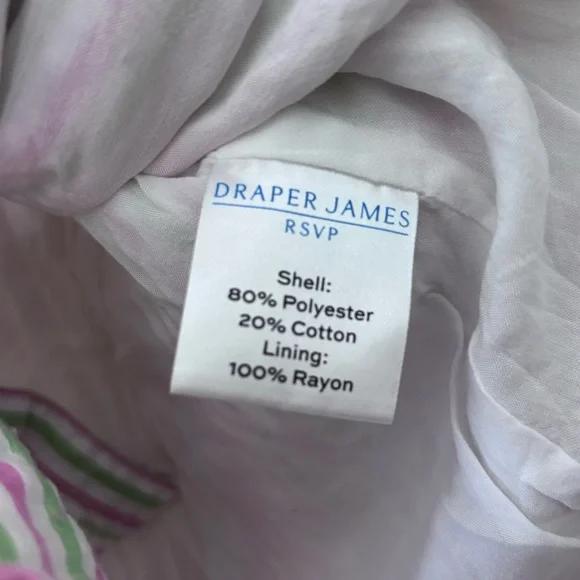 DRAPER JAMES
RSVP
Shell:
80% Polyester
20% Cotton
Lining:
100% Rayon